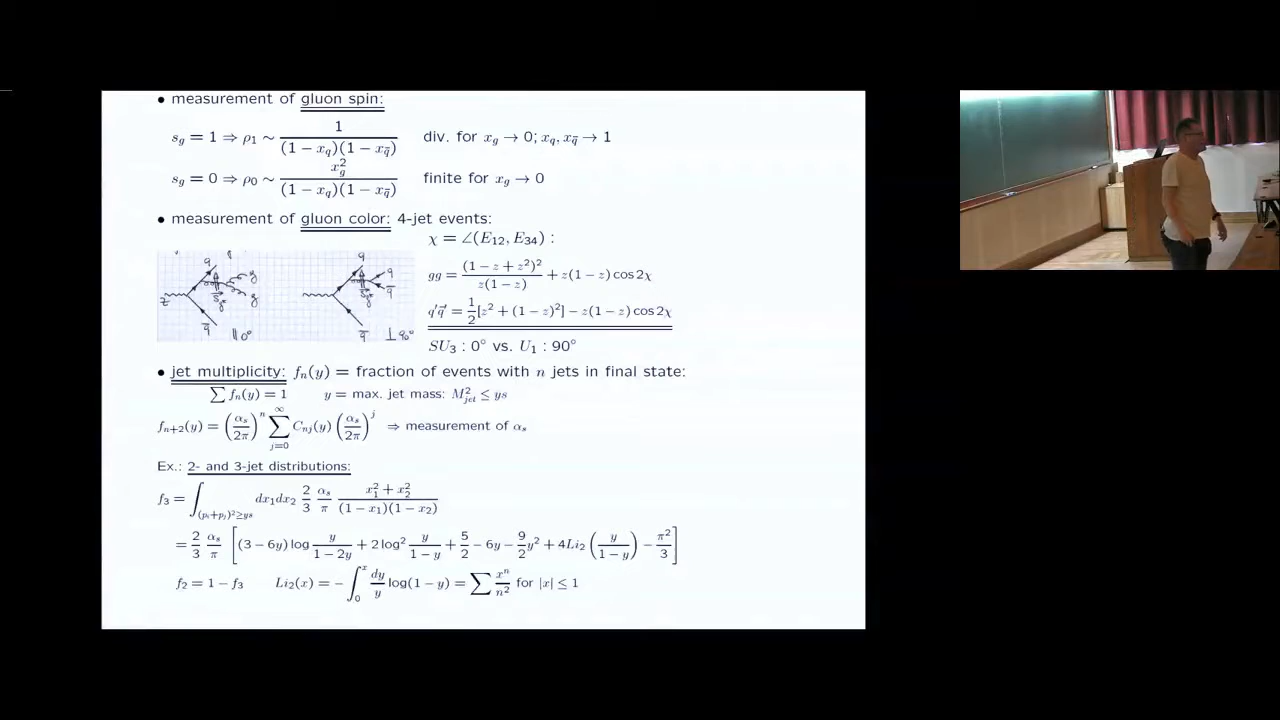 • measurement of gluon spin:
s_g = 1 ⇒ ρ_1 ∼ 1/((1 − x_q)(1 − x_q̄)) div. for x_g → 0; x_q, x_q̄ → 1
s_g = 0 ⇒ ρ_0 ∼ x_g^2/((1 − x_q)(1 − x_q̄)) finite for x_g → 0
• measurement of gluon color: 4-jet events:
χ = ∠(E_12, E_34) :
gg = (1 − z + z^2)^2/(z(1 − z)) + z(1 − z) cos 2χ
q′q̄′ = 1/2[z^2 + (1 − z)^2] − z(1 − z) cos 2χ
SU_3 : 0° vs. U_1 : 90°
z q q̄ g g ∥ 0°
q q̄ q q̄ ⊥ 90°
• jet multiplicity: f_n(y) = fraction of events with n jets in final state:
∑ f_n(y) = 1 y = max. jet mass: M_jet^2 ≤ ys
f_{n+2}(y) = (α_s/2π)^n ∑_{j=0}^∞ C_nj(y) (α_s/2π)^j ⇒ measurement of α_s
Ex.: 2- and 3-jet distributions:
f_3 = ∫_{(p_i+p_j)^2≥ys} dx_1dx_2 2/3 α_s/π (x_1^2 + x_2^2)/((1 − x_1)(1 − x_2))
= 2/3 α_s/π [(3 − 6y) log y/(1 − 2y) + 2 log^2 y/(1 − y) + 5/2 − 6y − 9/2 y^2 + 4Li_2 (y/(1 − y)) − π^2/3]
f_2 = 1 − f_3 Li_2(x) = − ∫_0^x dy/y log(1 − y) = ∑ x^n/n^2 for |x| ≤ 1